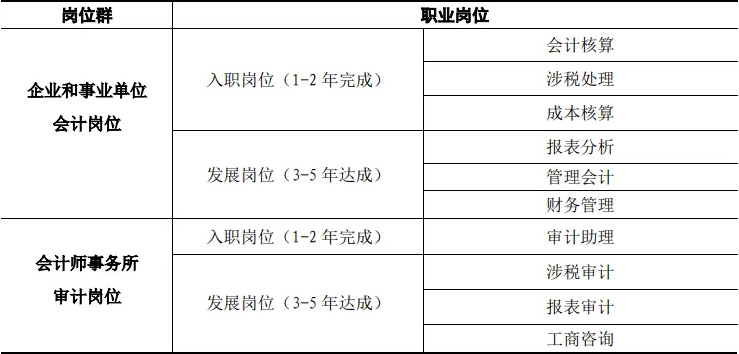 岗位群 职业岗位
企业和事业单位
会计岗位
入职岗位（1-2 年完成）
会计核算
涉税处理
成本核算
发展岗位（3-5 年达成）
报表分析
管理会计
财务管理
会计师事务所
审计岗位
入职岗位（1-2 年完成）
审计助理
发展岗位（3-5 年达成）
涉税审计
报表审计
工商咨询